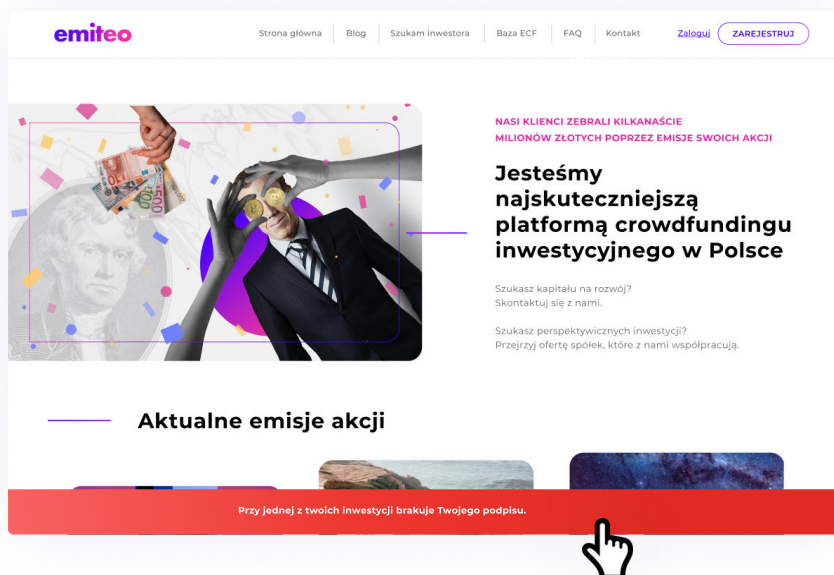 emiteo
Strona główna
Blog
Szukam inwestora
Baza ECF
FAQ
Kontakt
Zaloguj
ZAREJESTRUJ
NASI KLIENCI ZEBRALI KILKANAŚCIE
MILIONÓW ZŁOTYCH POPRZEZ EMISJE SWOICH AKCJI
Jesteśmy
najskuteczniejszą
platformą crowdfundingu
inwestycyjnego w Polsce
Szukasz kapitału na rozwój?
Skontaktuj się z nami.
Szukasz perspektywicznych inwestycji?
Przejrzyj ofertę spółek, które z nami współpracują.
Aktualne emisje akcji
Przy jednej z twoich inwestycji brakuje Twojego podpisu.